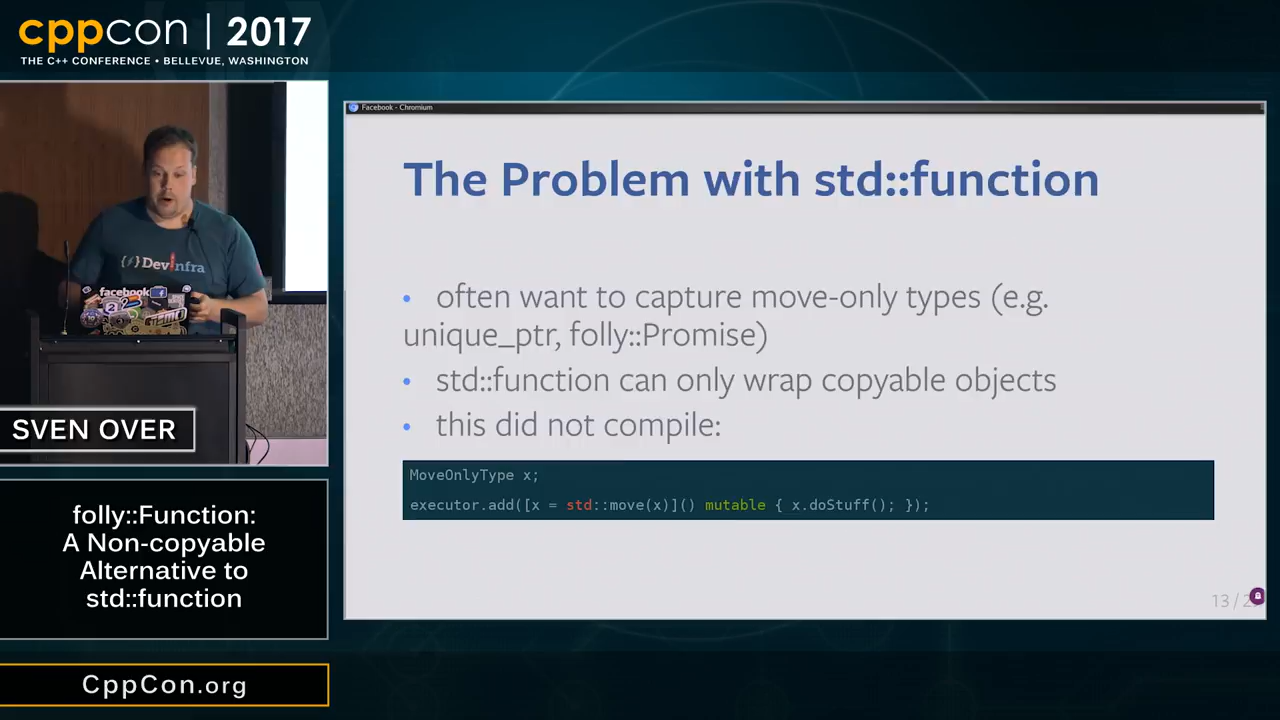 cppcon | 2017
THE C++ CONFERENCE • BELLEVUE, WASHINGTON
{⚡} DevInfra
facebook
SVEN OVER
folly::Function:
A Non-copyable
Alternative to
std::function
CppCon.org
Facebook - Chromium
The Problem with std::function
• often want to capture move-only types (e.g.
unique_ptr, folly::Promise)
• std::function can only wrap copyable objects
• this did not compile:
MoveOnlyType x;
executor.add([x = std::move(x)]() mutable { x.doStuff(); });
13 / 2